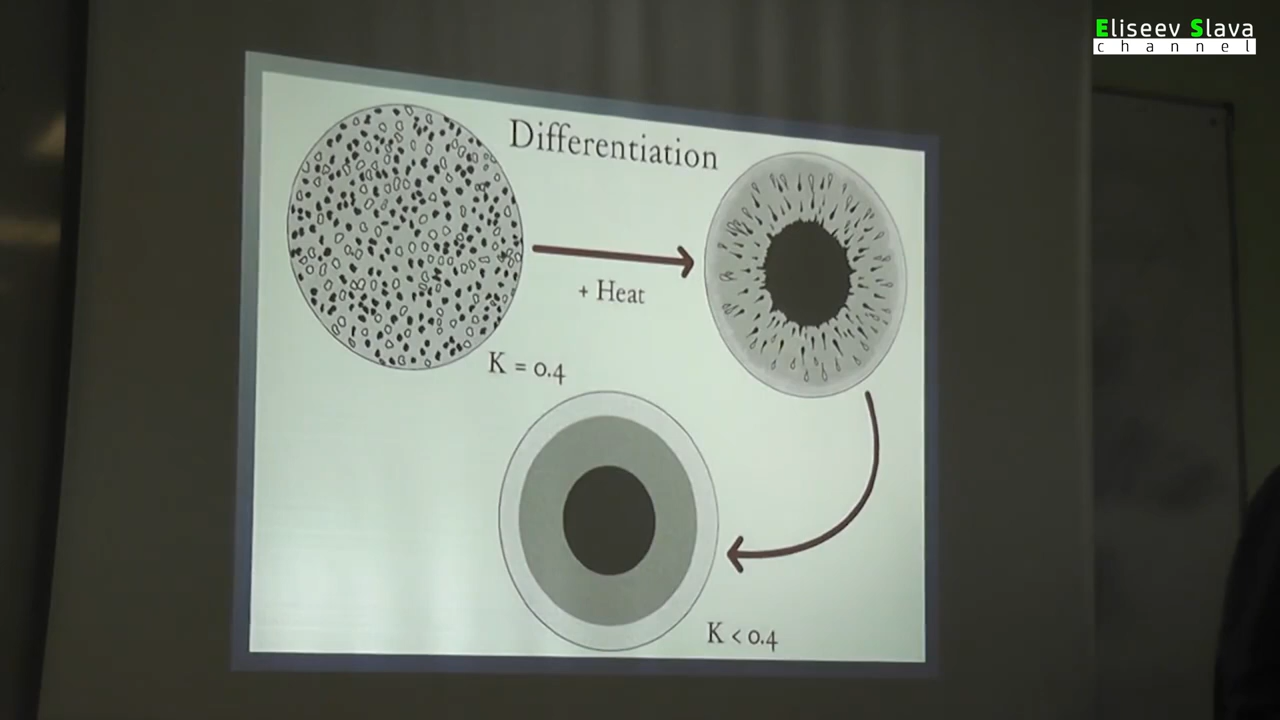 Eliseev Slava
channel
Differentiation
+ Heat
K = 0.4
K < 0.4